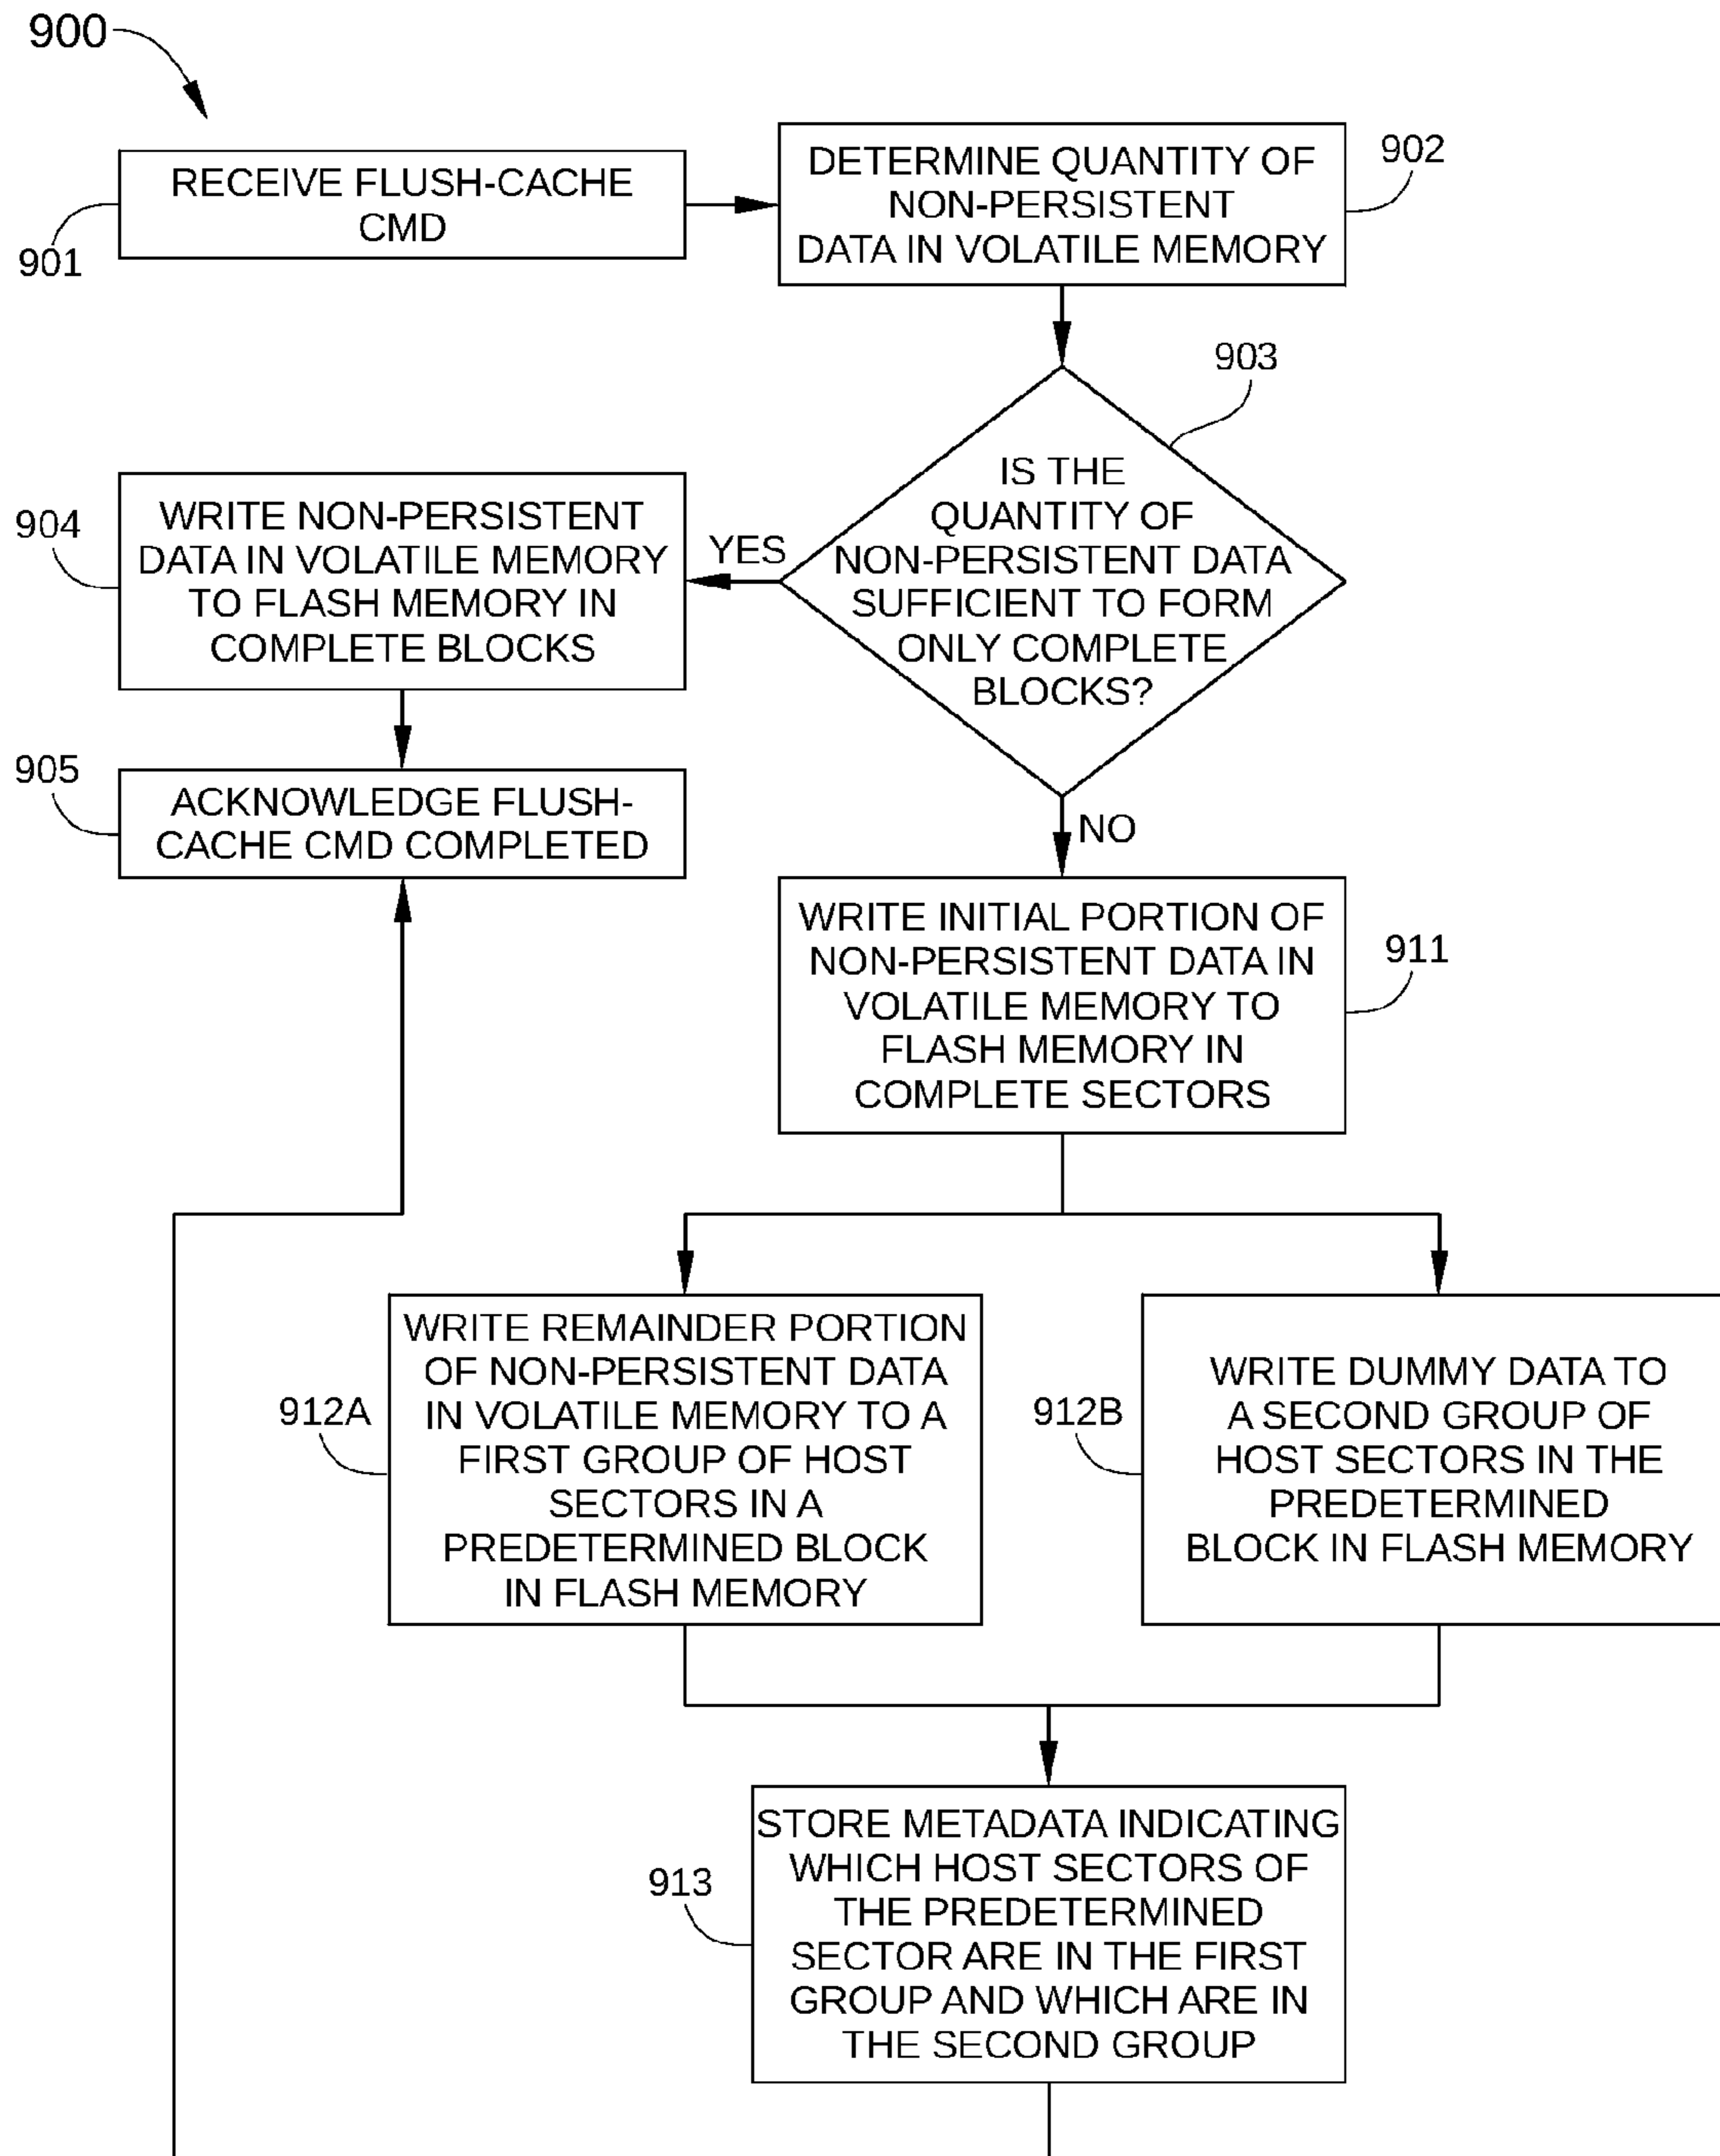 900
RECEIVE FLUSH-CACHE
CMD
901
DETERMINE QUANTITY OF
NON-PERSISTENT
DATA IN VOLATILE MEMORY
902
903
IS THE
QUANTITY OF
NON-PERSISTENT DATA
SUFFICIENT TO FORM
ONLY COMPLETE
BLOCKS?
YES
904
WRITE NON-PERSISTENT
DATA IN VOLATILE MEMORY
TO FLASH MEMORY IN
COMPLETE BLOCKS
905
ACKNOWLEDGE FLUSH-
CACHE CMD COMPLETED
NO
WRITE INITIAL PORTION OF
NON-PERSISTENT DATA IN
VOLATILE MEMORY TO
FLASH MEMORY IN
COMPLETE SECTORS
911
912A
WRITE REMAINDER PORTION
OF NON-PERSISTENT DATA
IN VOLATILE MEMORY TO A
FIRST GROUP OF HOST
SECTORS IN A
PREDETERMINED BLOCK
IN FLASH MEMORY
912B
WRITE DUMMY DATA TO
A SECOND GROUP OF
HOST SECTORS IN THE
PREDETERMINED
BLOCK IN FLASH MEMORY
913
STORE METADATA INDICATING
WHICH HOST SECTORS OF
THE PREDETERMINED
SECTOR ARE IN THE FIRST
GROUP AND WHICH ARE IN
THE SECOND GROUP